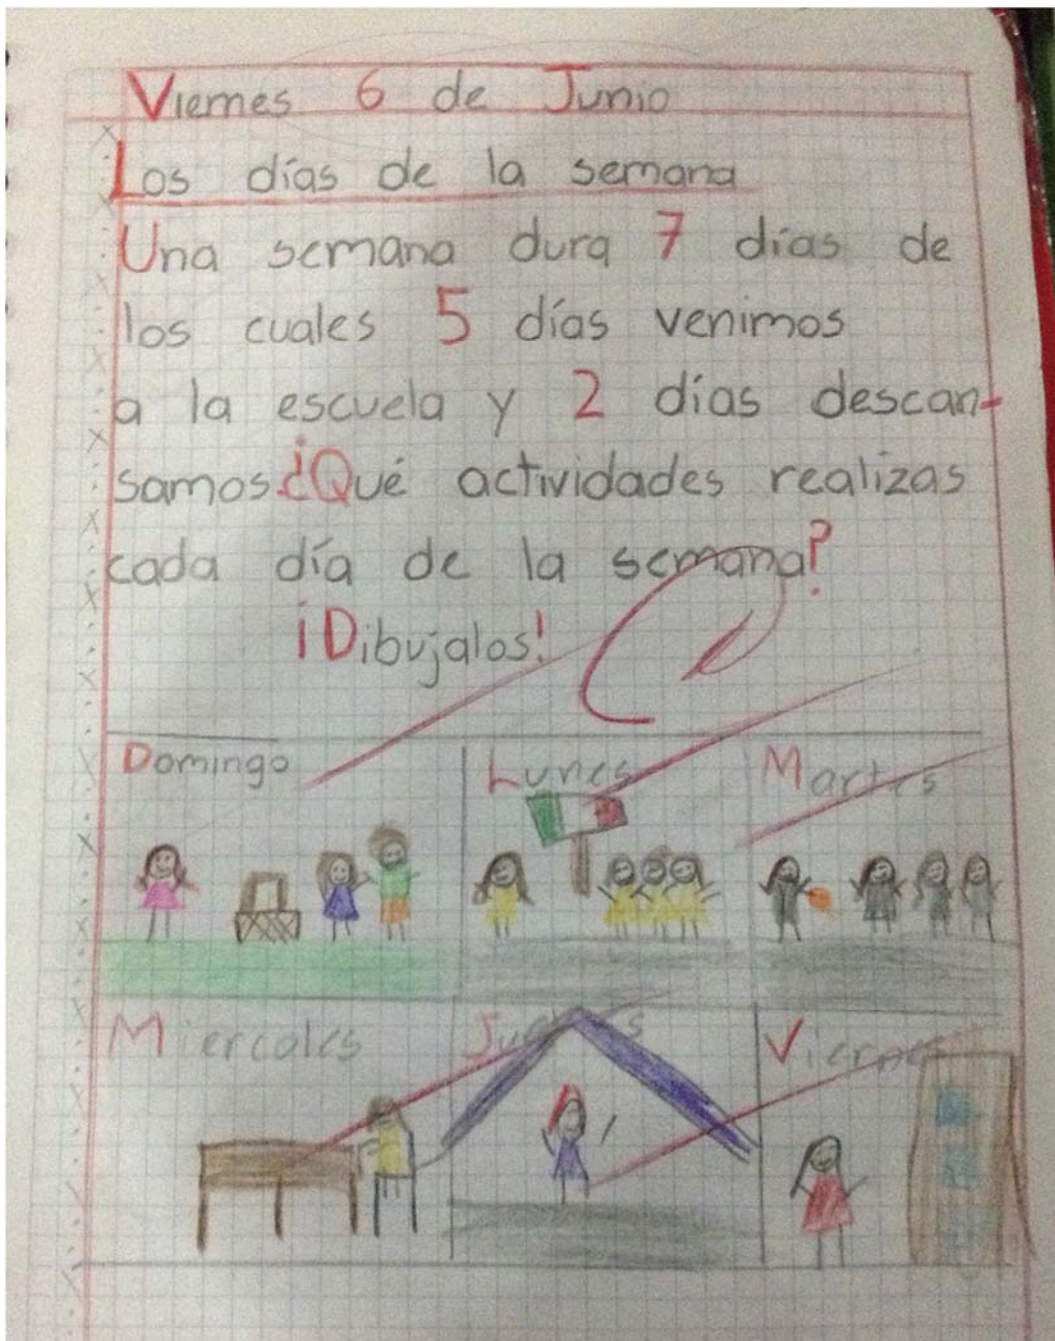 Viernes 6 de Junio
Los días de la semana
Una semana dura 7 días de
los cuales 5 días venimos
a la escuela y 2 días descan-
samos¿Qué actividades realizas
cada día de la semana?
¡Dibujalos!
Domingo Lunes Martes
Miercoles Jueves Viernes